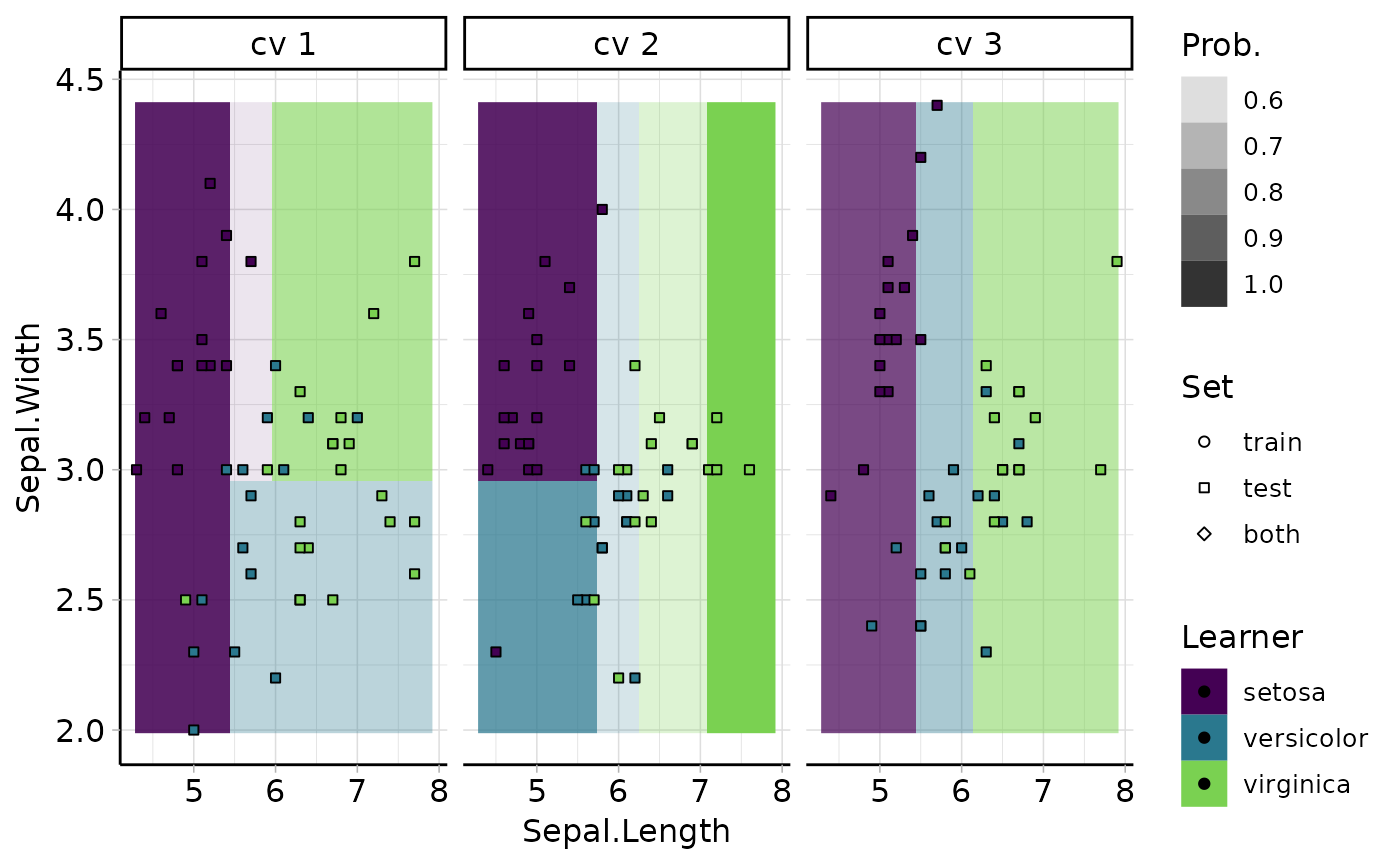 cv 1
cv 2
cv 3
4.5
4.0
3.5
3.0
2.5
2.0
Sepal.Width
5 6 7 8
5 6 7 8
5 6 7 8
Sepal.Length
Prob.
0.6
0.7
0.8
0.9
1.0
Set
train
test
both
Learner
setosa
versicolor
virginica